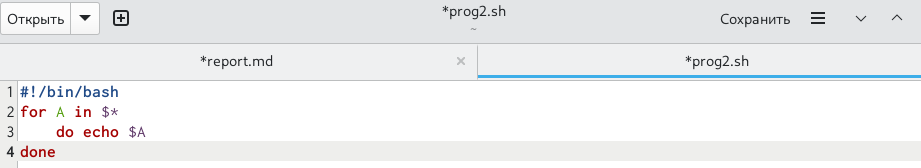 Открыть
*prog2.sh
~
Сохранить
*report.md ×
*prog2.sh
1 #!/bin/bash
2 for A in $*
3     do echo $A
4 done